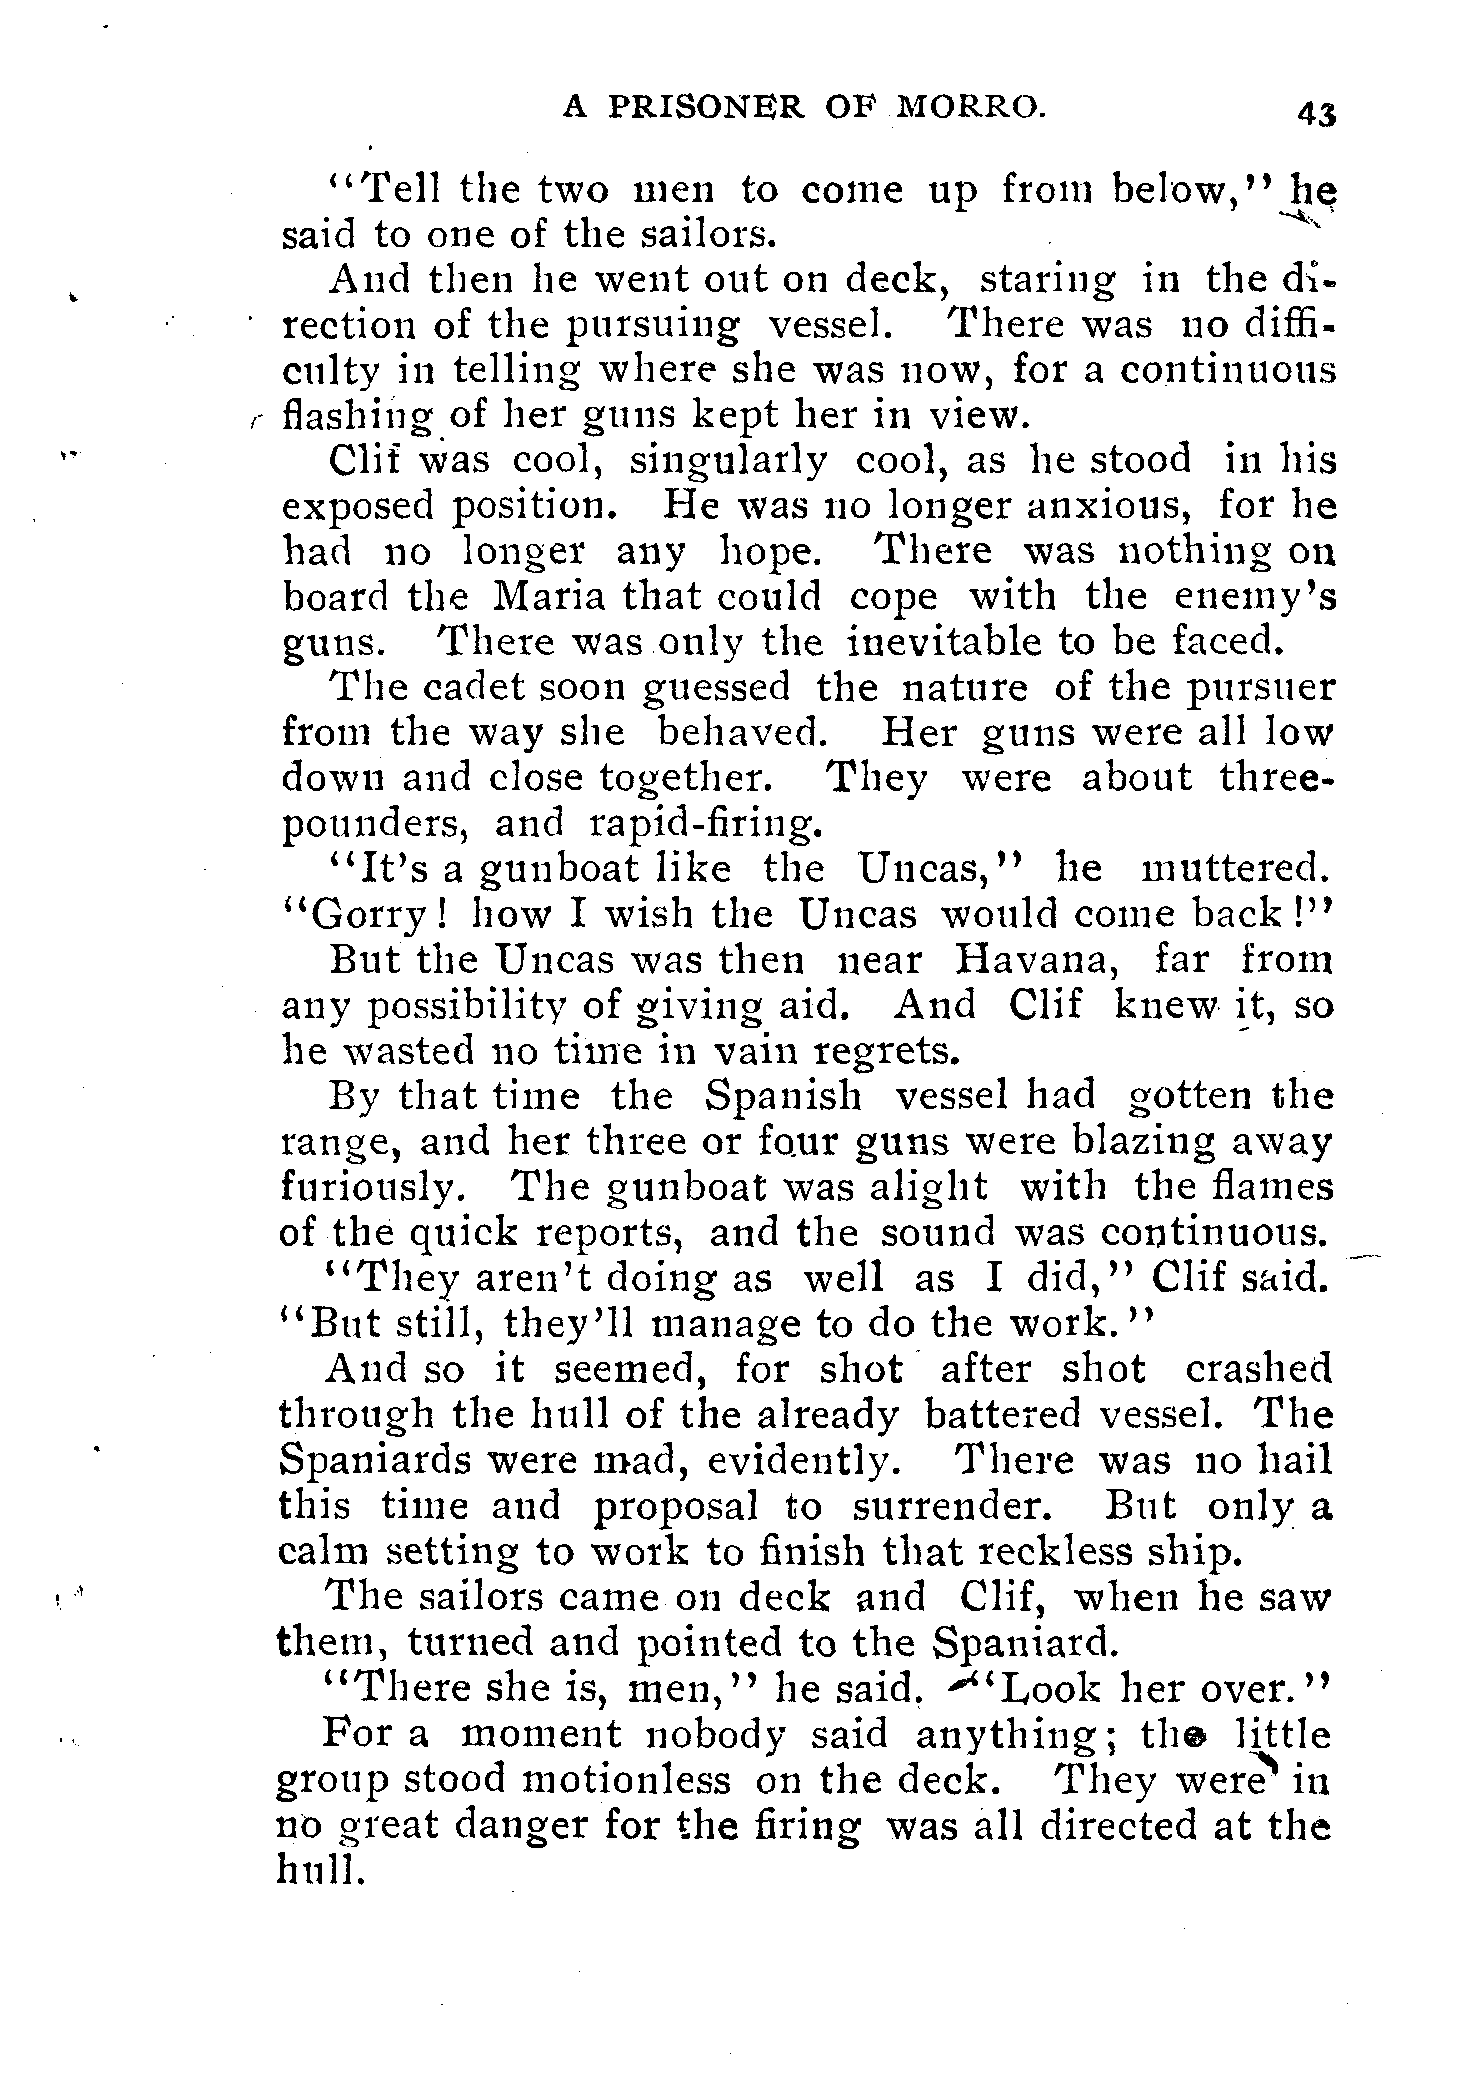 A PRISONER OF MORRO. 43
“Tell the two men to come up from below,” he
said to one of the sailors.
And then he went out on deck, staring in the di-
rection of the pursuing vessel. There was no diffi-
culty in telling where she was now, for a continuous
flashing of her guns kept her in view.
Clif was cool, singularly cool, as he stood in his
exposed position. He was no longer anxious, for he
had no longer any hope. There was nothing on
board the Maria that could cope with the enemy’s
guns. There was only the inevitable to be faced.
The cadet soon guessed the nature of the pursuer
from the way she behaved. Her guns were all low
down and close together. They were about three-
pounders, and rapid-firing.
“It’s a gunboat like the Uncas,” he muttered.
“Gorry! how I wish the Uncas would come back!”
But the Uncas was then near Havana, far from
any possibility of giving aid. And Clif knew it, so
he wasted no time in vain regrets.
By that time the Spanish vessel had gotten the
range, and her three or four guns were blazing away
furiously. The gunboat was alight with the flames
of the quick reports, and the sound was continuous.
“They aren’t doing as well as I did,” Clif said.
“But still, they’ll manage to do the work.”
And so it seemed, for shot after shot crashed
through the hull of the already battered vessel. The
Spaniards were mad, evidently. There was no hail
this time and proposal to surrender. But only a
calm setting to work to finish that reckless ship.
The sailors came on deck and Clif, when he saw
them, turned and pointed to the Spaniard.
“There she is, men,” he said. “Look her over.”
For a moment nobody said anything; the little
group stood motionless on the deck. They were in
no great danger for the firing was all directed at the
hull.